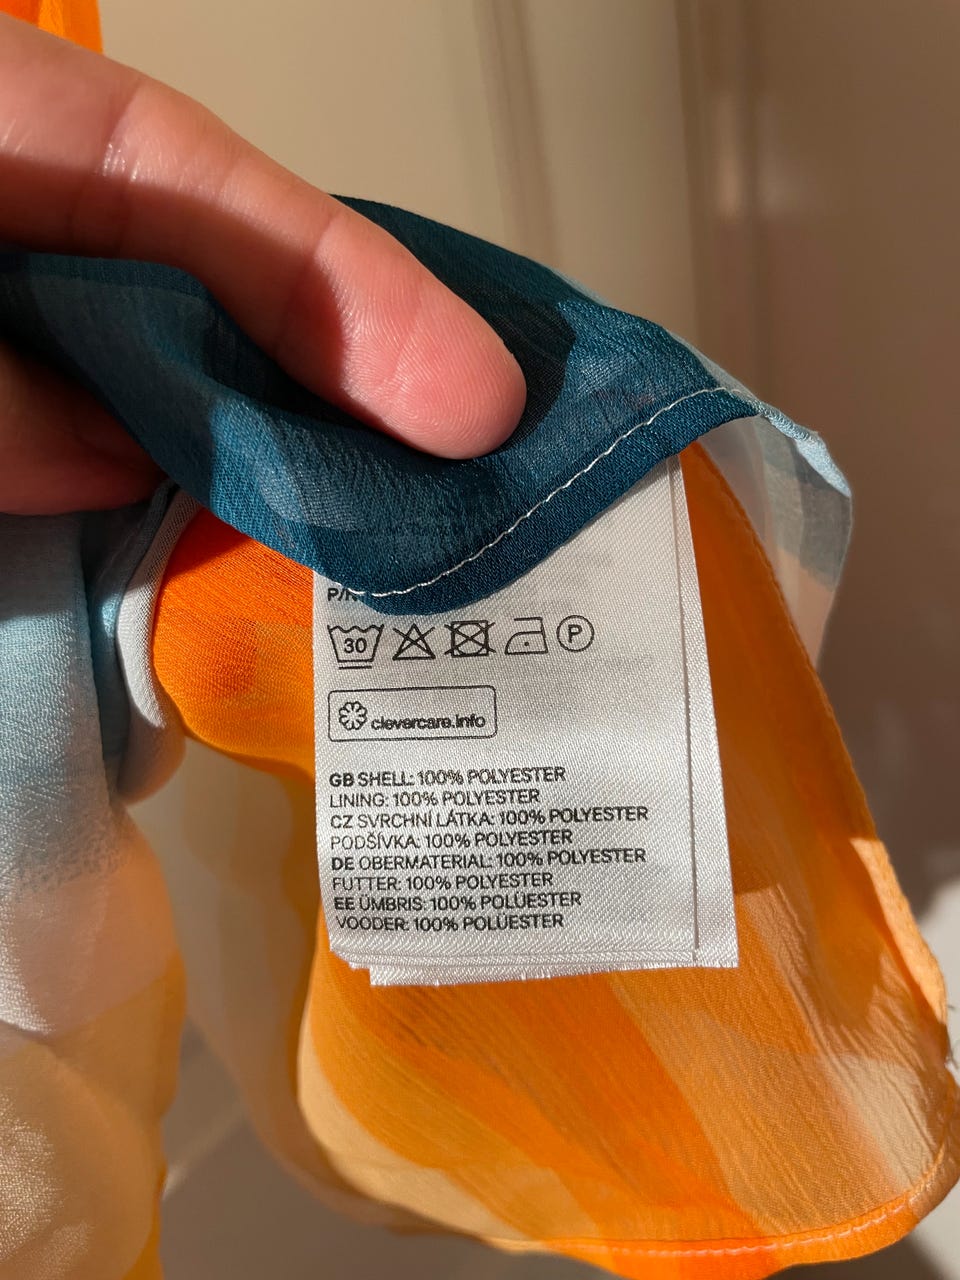 P/N
30 P
clevercare.info
GB SHELL: 100% POLYESTER
LINING: 100% POLYESTER
CZ SVRCHNÍ LÁTKA: 100% POLYESTER
PODŠÍVKA: 100% POLYESTER
DE OBERMATERIAL: 100% POLYESTER
FUTTER: 100% POLYESTER
EE ÜMBRIS: 100% POLÜESTER
VOODER: 100% POLÜESTER